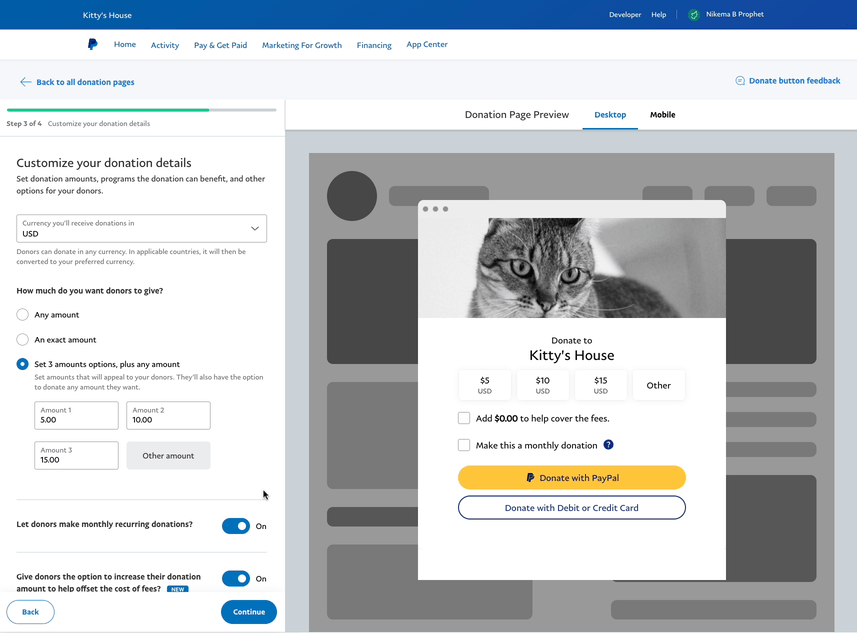 Kitty's House
Developer Help Nikema B Prophet
Home Activity Pay & Get Paid Marketing For Growth Financing App Center
Back to all donation pages
Donate button feedback
Step 3 of 4 Customize your donation details
Donation Page Preview Desktop Mobile
Customize your donation details
Set donation amounts, programs the donation can benefit, and other
options for your donors.
Currency you'll receive donations in
USD
Donors can donate in any currency. In applicable countries, it will then be
converted to your preferred currency.
How much do you want donors to give?
Any amount
An exact amount
Set 3 amounts options, plus any amount
Set amounts that will appeal to your donors. They'll also have the option
to donate any amount they want.
Amount 1
5.00
Amount 2
10.00
Amount 3
15.00
Other amount
Let donors make monthly recurring donations?
On
Give donors the option to increase their donation
amount to help offset the cost of fees? NEW
On
Back
Continue
Donate to
Kitty's House
$5
USD
$10
USD
$15
USD
Other
Add $0.00 to help cover the fees.
Make this a monthly donation ?
Donate with PayPal
Donate with Debit or Credit Card